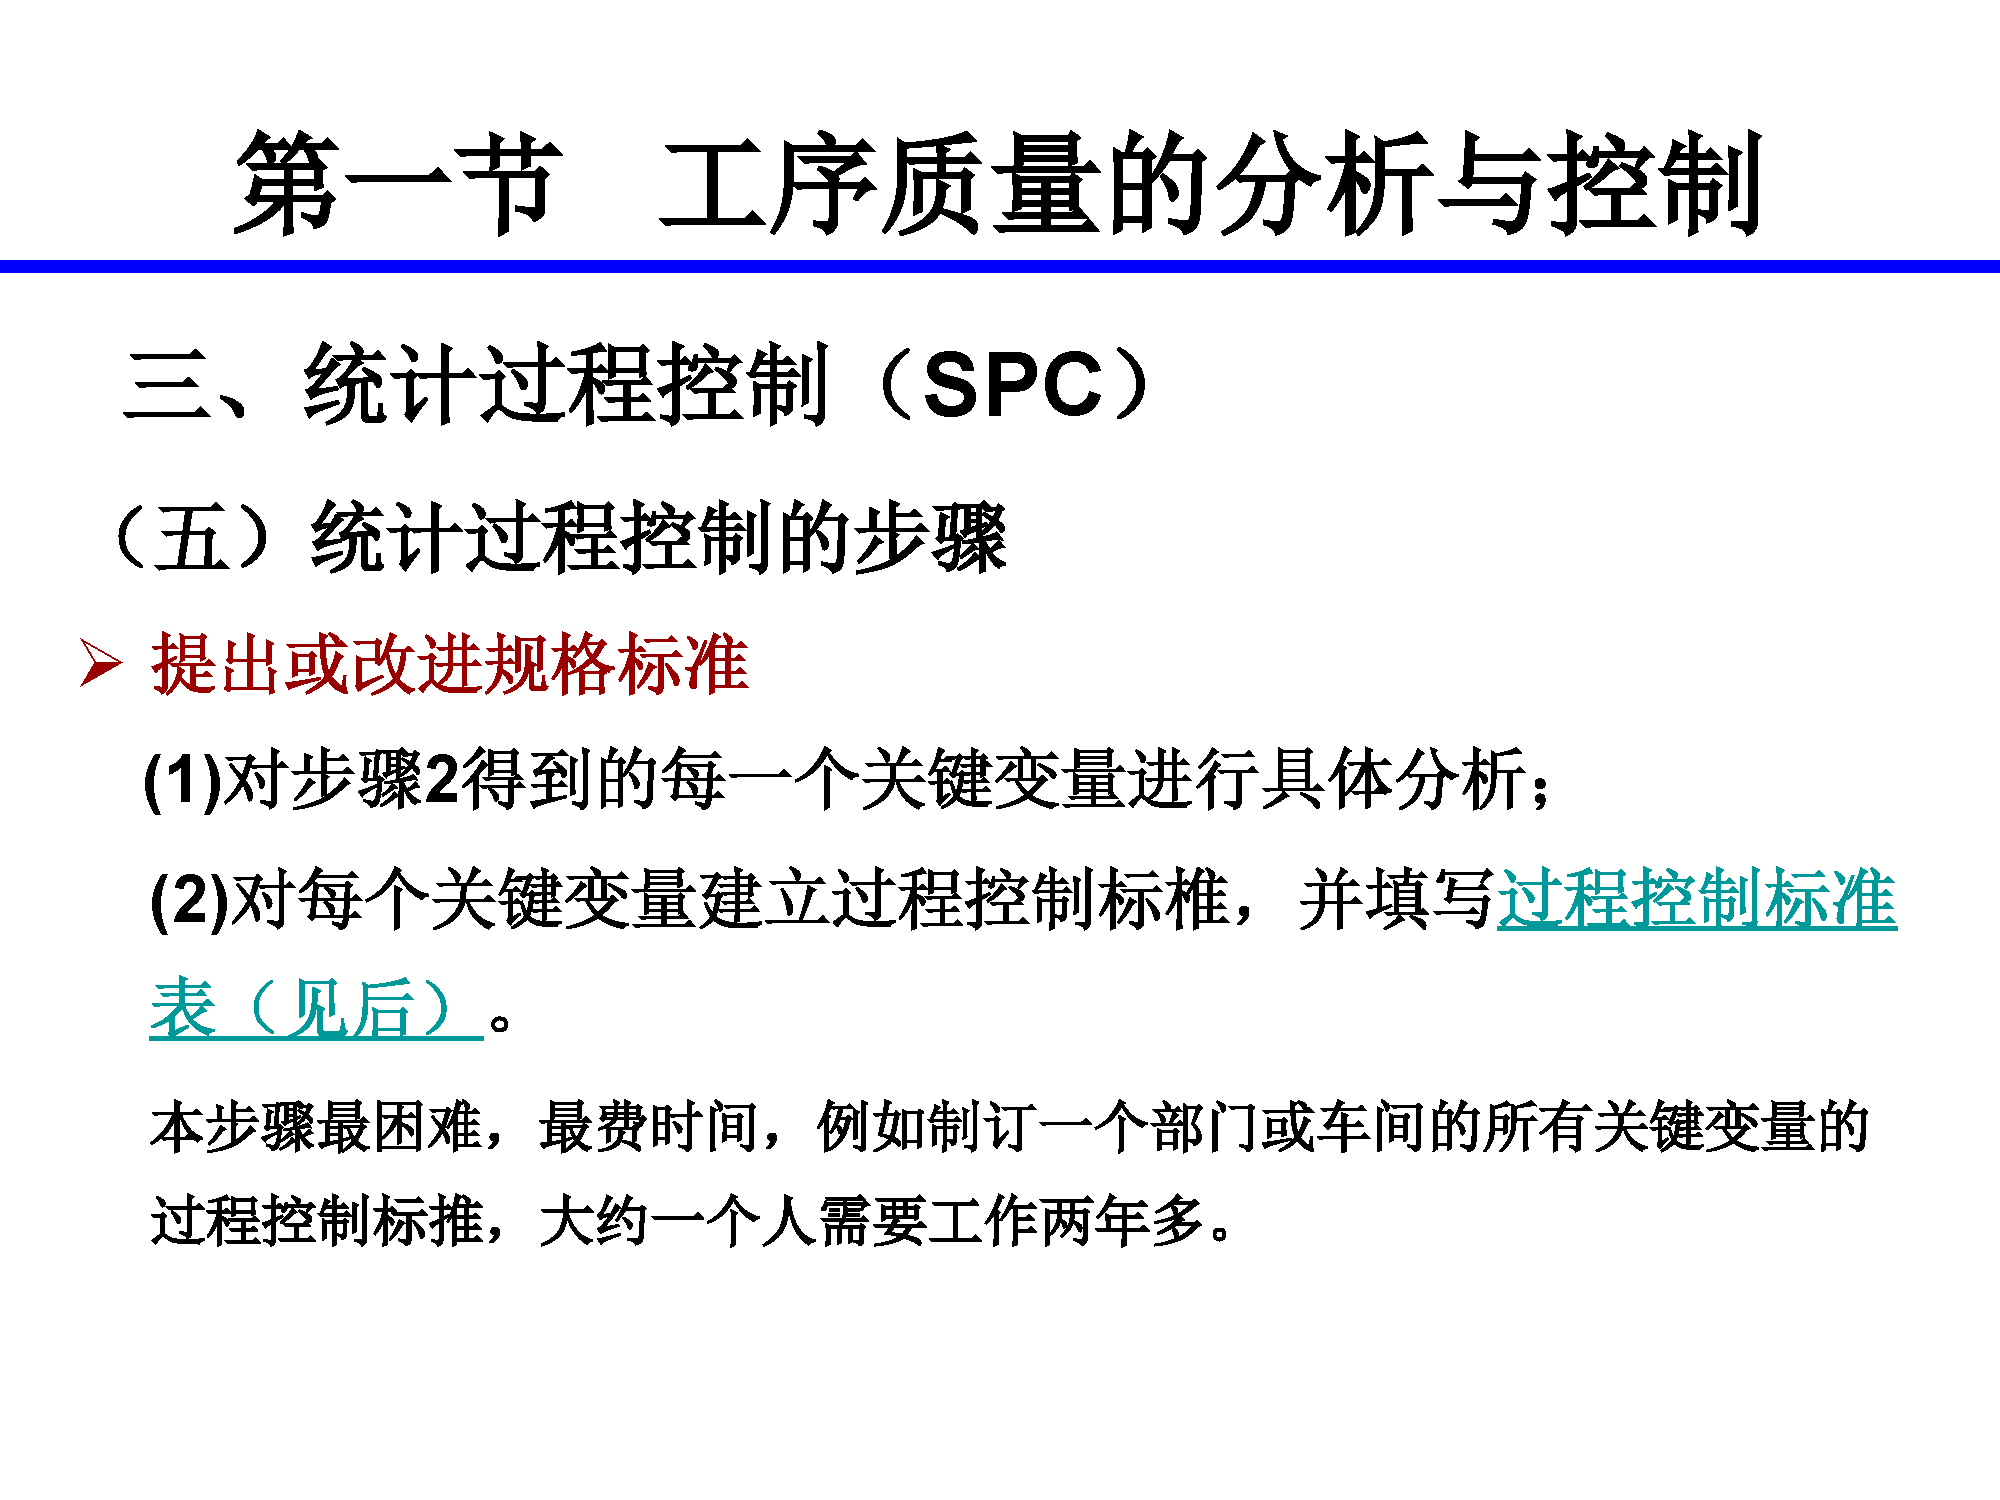 第一节 工序质量的分析与控制
三、统计过程控制（SPC）
（五）统计过程控制的步骤
提出或改进规格标准
(1)对步骤2得到的每一个关键变量进行具体分析；
(2)对每个关键变量建立过程控制标椎，并填写过程控制标准
表（见后）。
本步骤最困难，最费时间，例如制订一个部门或车间的所有关键变量的
过程控制标推，大约一个人需要工作两年多。